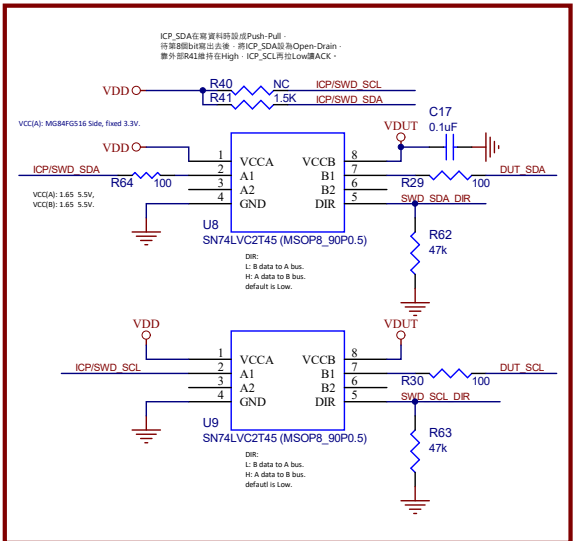 ICP_SDA在寫資料時設成Push-Pull，
待第8個bit寫出去後，將ICP_SDA設為Open-Drain，
靠外部R41維持在High，ICP_SCL再拉Low讀ACK。
VDD
R40
NC
ICP/SWD_SCL
R41
1.5K
ICP/SWD_SDA
VCC(A): MG84FG516 Side, fixed 3.3V.
VDD
VDUT
C17
0.1uF
ICP/SWD_SDA
R64
100
VCC(A): 1.65 5.5V,
VCC(B): 1.65 5.5V.
1
VCCA
VCCB
8
2
A1
B1
7
3
A2
B2
6
4
GND
DIR
5
R29
100
DUT_SDA
SWD_SDA_DIR
U8
SN74LVC2T45 (MSOP8_90P0.5)
R62
47k
DIR:
L: B data to A bus.
H: A data to B bus.
default is Low.
VDD
VDUT
ICP/SWD_SCL
1
VCCA
VCCB
8
2
A1
B1
7
3
A2
B2
6
4
GND
DIR
5
R30
100
DUT_SCL
SWD_SCL_DIR
U9
SN74LVC2T45 (MSOP8_90P0.5)
R63
47k
DIR:
L: B data to A bus.
H: A data to B bus.
defautl is Low.